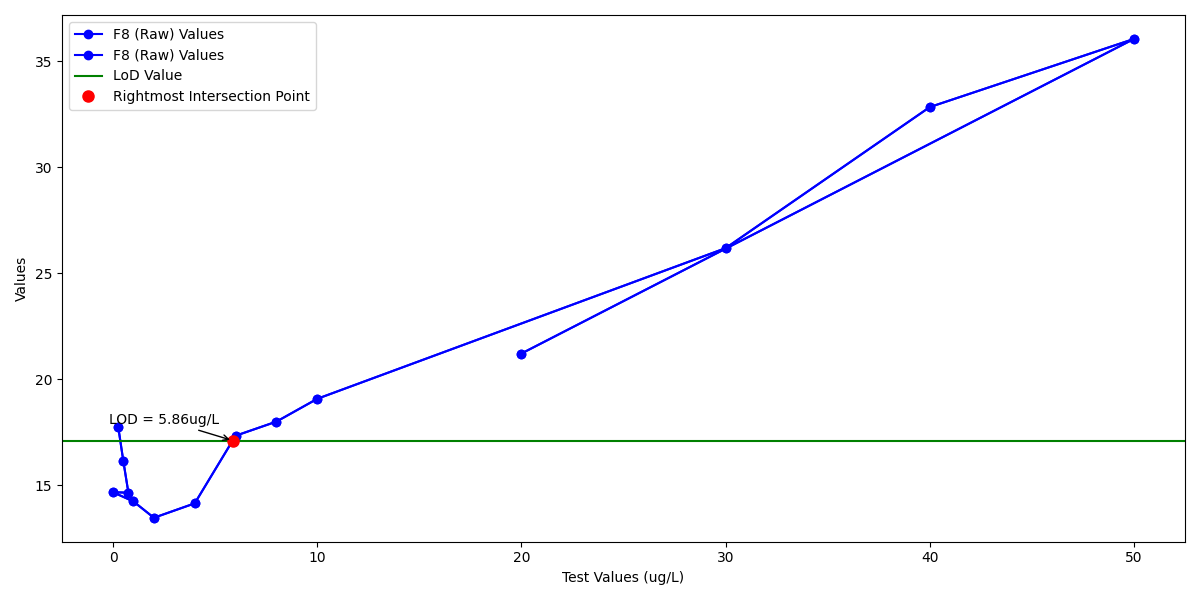 F8 (Raw) Values
F8 (Raw) Values
LoD Value
Rightmost Intersection Point
35
30
25
20
15
Values
LOD = 5.86ug/L
0 10 20 30 40 50
Test Values (ug/L)